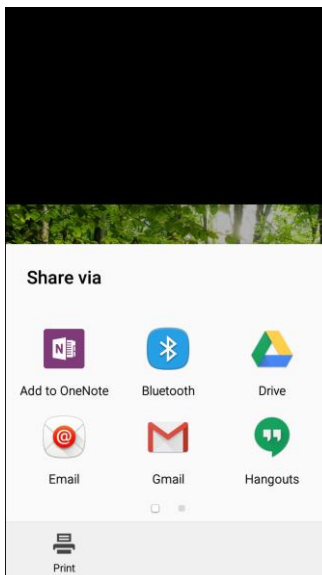 Share via
Add to OneNote Bluetooth Drive
Email Gmail Hangouts
Print